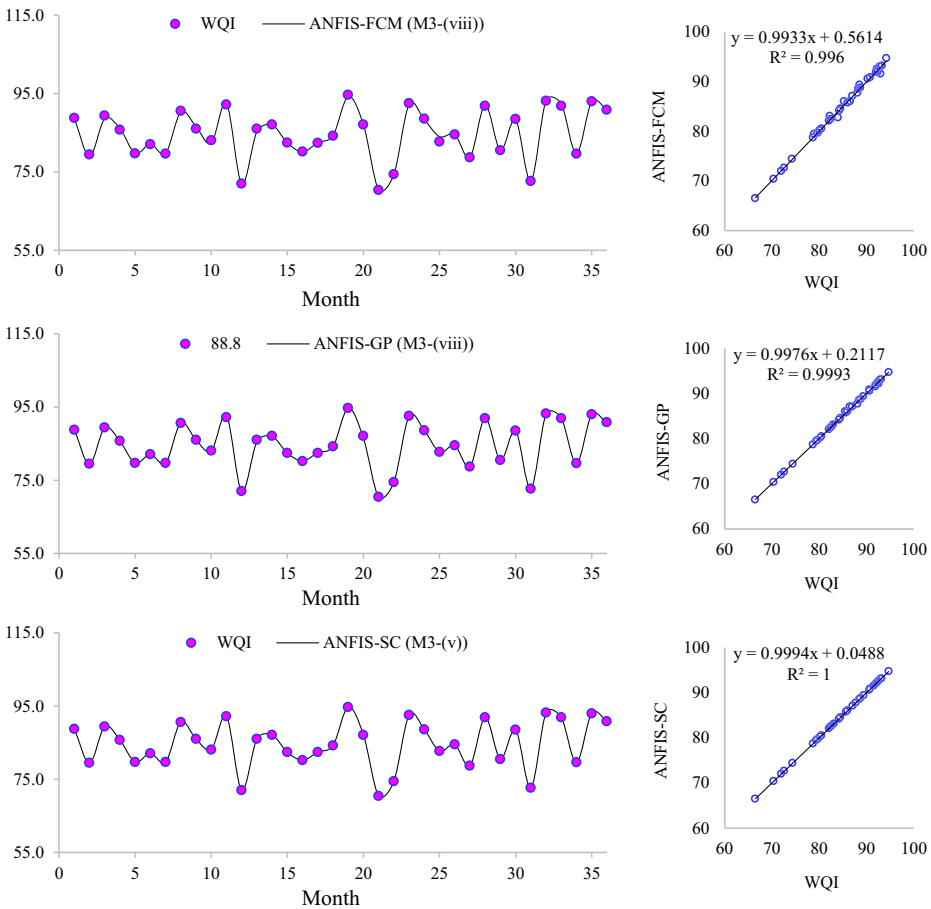 115.0
WQI ANFIS-FCM (M3-(viii))
95.0
75.0
55.0
0 5 10 15 20 25 30 35
Month
100
y = 0.9933x + 0.5614
R² = 0.996
90
80
70
60
ANFIS-FCM
60 70 80 90 100
WQI
115.0
88.8 ANFIS-GP (M3-(viii))
95.0
75.0
55.0
0 5 10 15 20 25 30 35
Month
100
y = 0.9976x + 0.2117
R² = 0.9993
90
80
70
60
ANFIS-GP
60 70 80 90 100
WQI
115.0
WQI ANFIS-SC (M3-(v))
95.0
75.0
55.0
0 5 10 15 20 25 30 35
Month
100
y = 0.9994x + 0.0488
R² = 1
90
80
70
60
ANFIS-SC
60 70 80 90 100
WQI